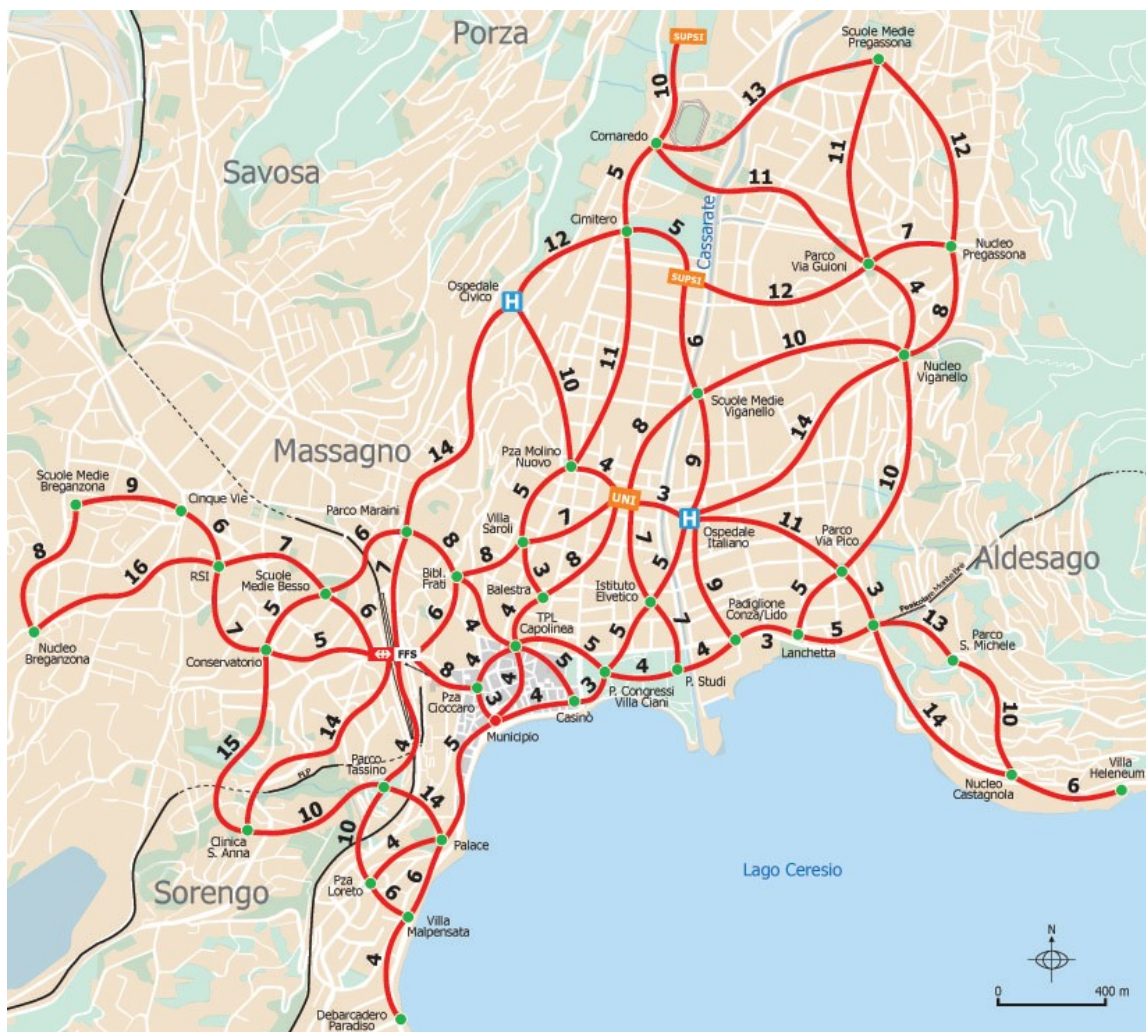 Porza
SUPSI
Scuole Medie
Pregassona
10
13
Cornaredo
11
12
Savosa
5
11
Cassarate
Cimitero
12
5
7
Nucleo
Pregassona
Parco
Via Guioni
SUPSI
Ospedale
Civico
H
12
4
8
6
10
11
10
Nucleo
Viganello
Scuole Medie
Viganello
14
8
14
Massagno
Pza Molino
Nuovo
4
9
10
Scuole Medie
Breganzona
9
Cinque Vie
UNI
3
Parco Maraini
5
H
Ospedale
Italiano
6
6
7
Villa
Saroli
7
11
Parco
Via Pico
Aldesago
8
16
RSI
7
8
8
8
7
5
Funicolare Monte Brè
Scuole
Medie Besso
Bibl.
Frati
Balestra
3
Istituto
Elvetico
9
5
3
5
6
6
4
4
TPL
Capolinea
Padiglione
Conza/Lido
13
Parco
S. Michele
Nucleo
Breganzona
7
5
Conservatorio
FFS
5
7
4
3
Lanchetta
5
8
4
4
5
5
4
P. Studi
P. Congressi
Villa Ciani
Pza
Cioccaro
3
4
Casinò
3
14
10
15
14
4
5
Municipio
Parco
Tassino
FLP
Nucleo
Castagnola
6
Villa
Heleneum
10
10
14
Clinica
S. Anna
4
Palace
Sorengo
Pza
Loreto
6
6
Villa
Malpensata
Lago Ceresio
4
N
0
400 m
Debarcadero
Paradiso